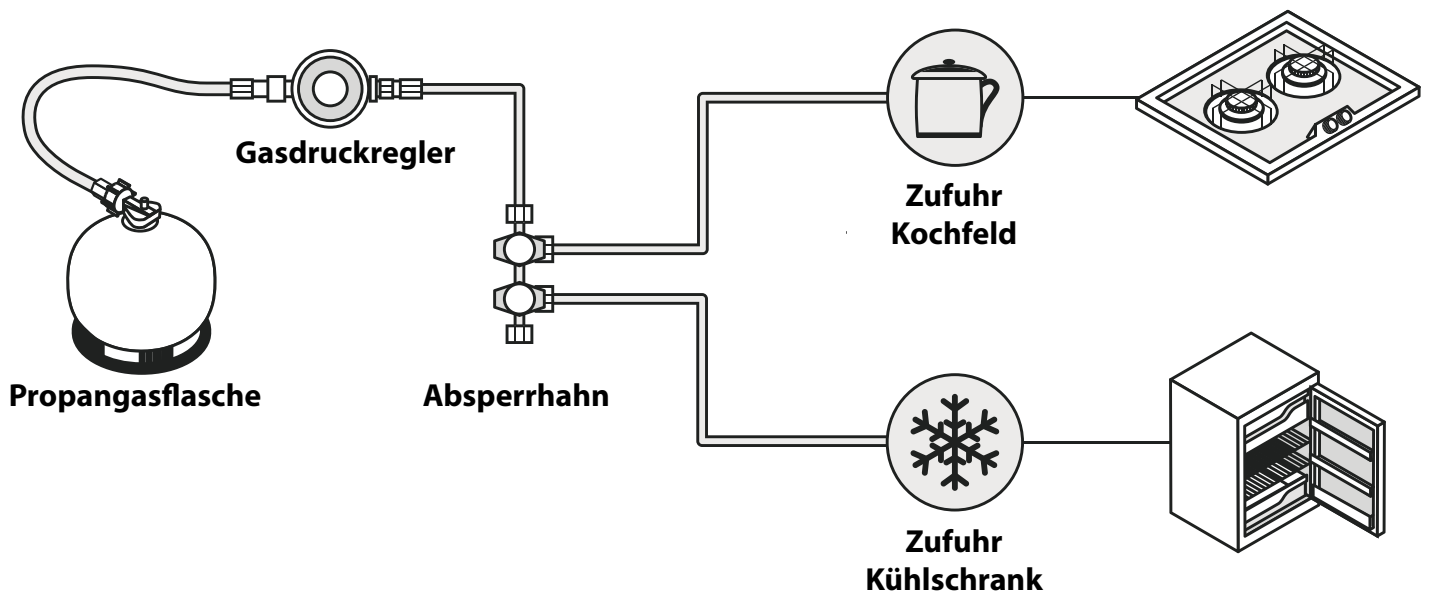 Gasdruckregler
Zufuhr
Kochfeld
Propangasflasche
Absperrhahn
Zufuhr
Kühlschrank